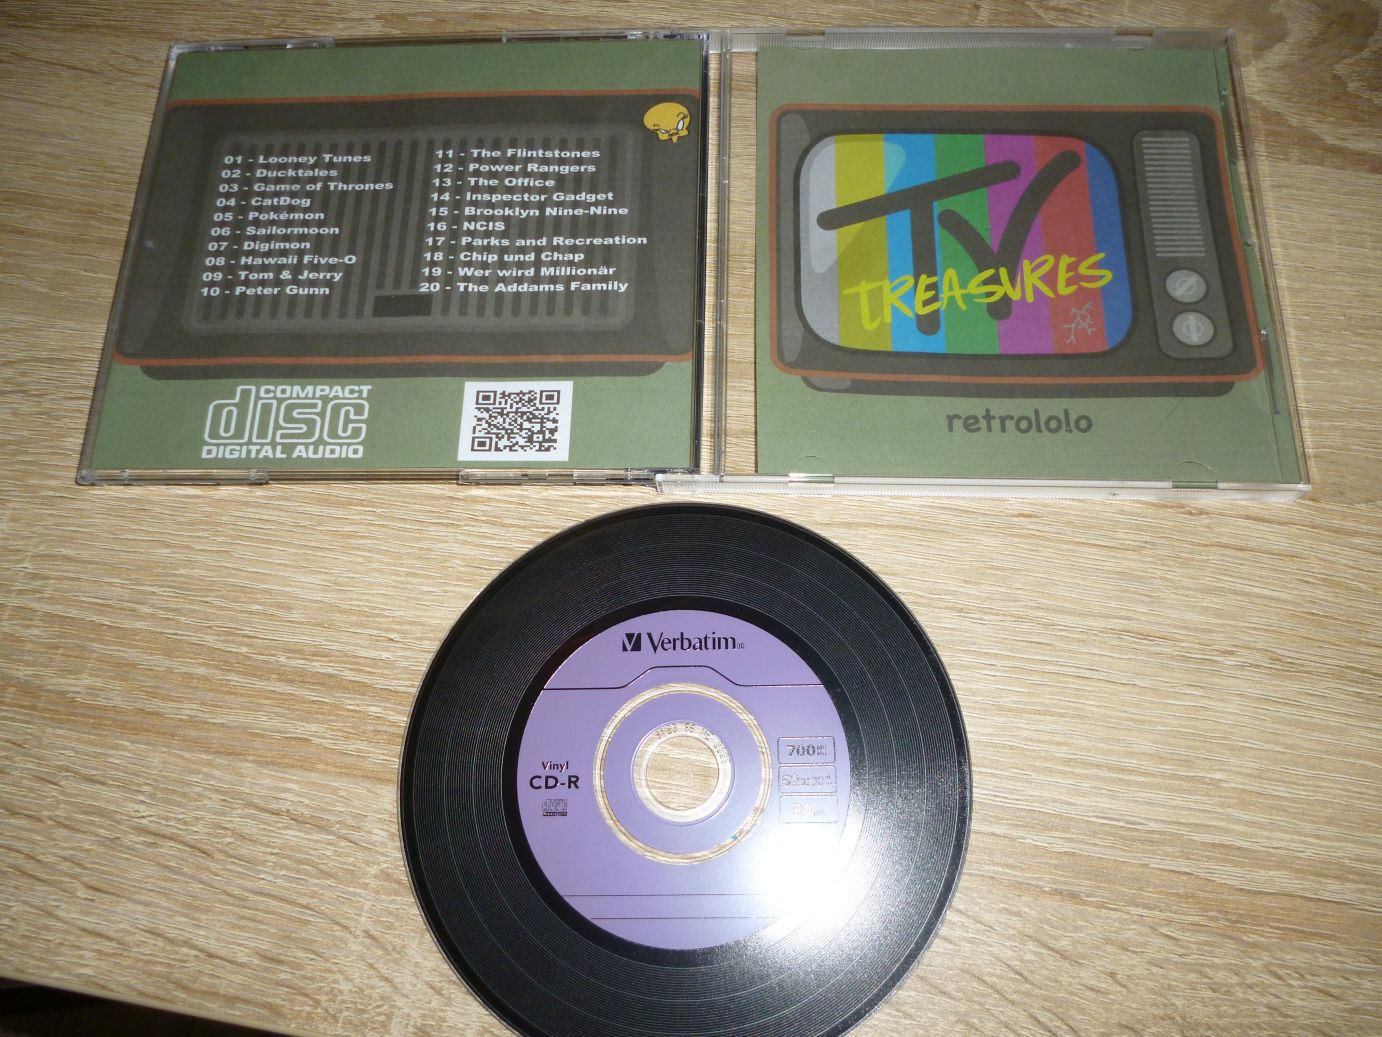 01 - Looney Tunes
02 - Ducktales
03 - Game of Thrones
04 - CatDog
05 - Pokémon
06 - Sailormoon
07 - Digimon
08 - Hawaii Five-O
09 - Tom & Jerry
10 - Peter Gunn
11 - The Flintstones
12 - Power Rangers
13 - The Office
14 - Inspector Gadget
15 - Brooklyn Nine-Nine
16 - NCIS
17 - Parks and Recreation
18 - Chip und Chap
19 - Wer wird Millionär
20 - The Addams Family
COMPACT
disc
DIGITAL AUDIO
TV
TREASURES
retrolo!o
Verbatim
Vinyl
CD-R
700